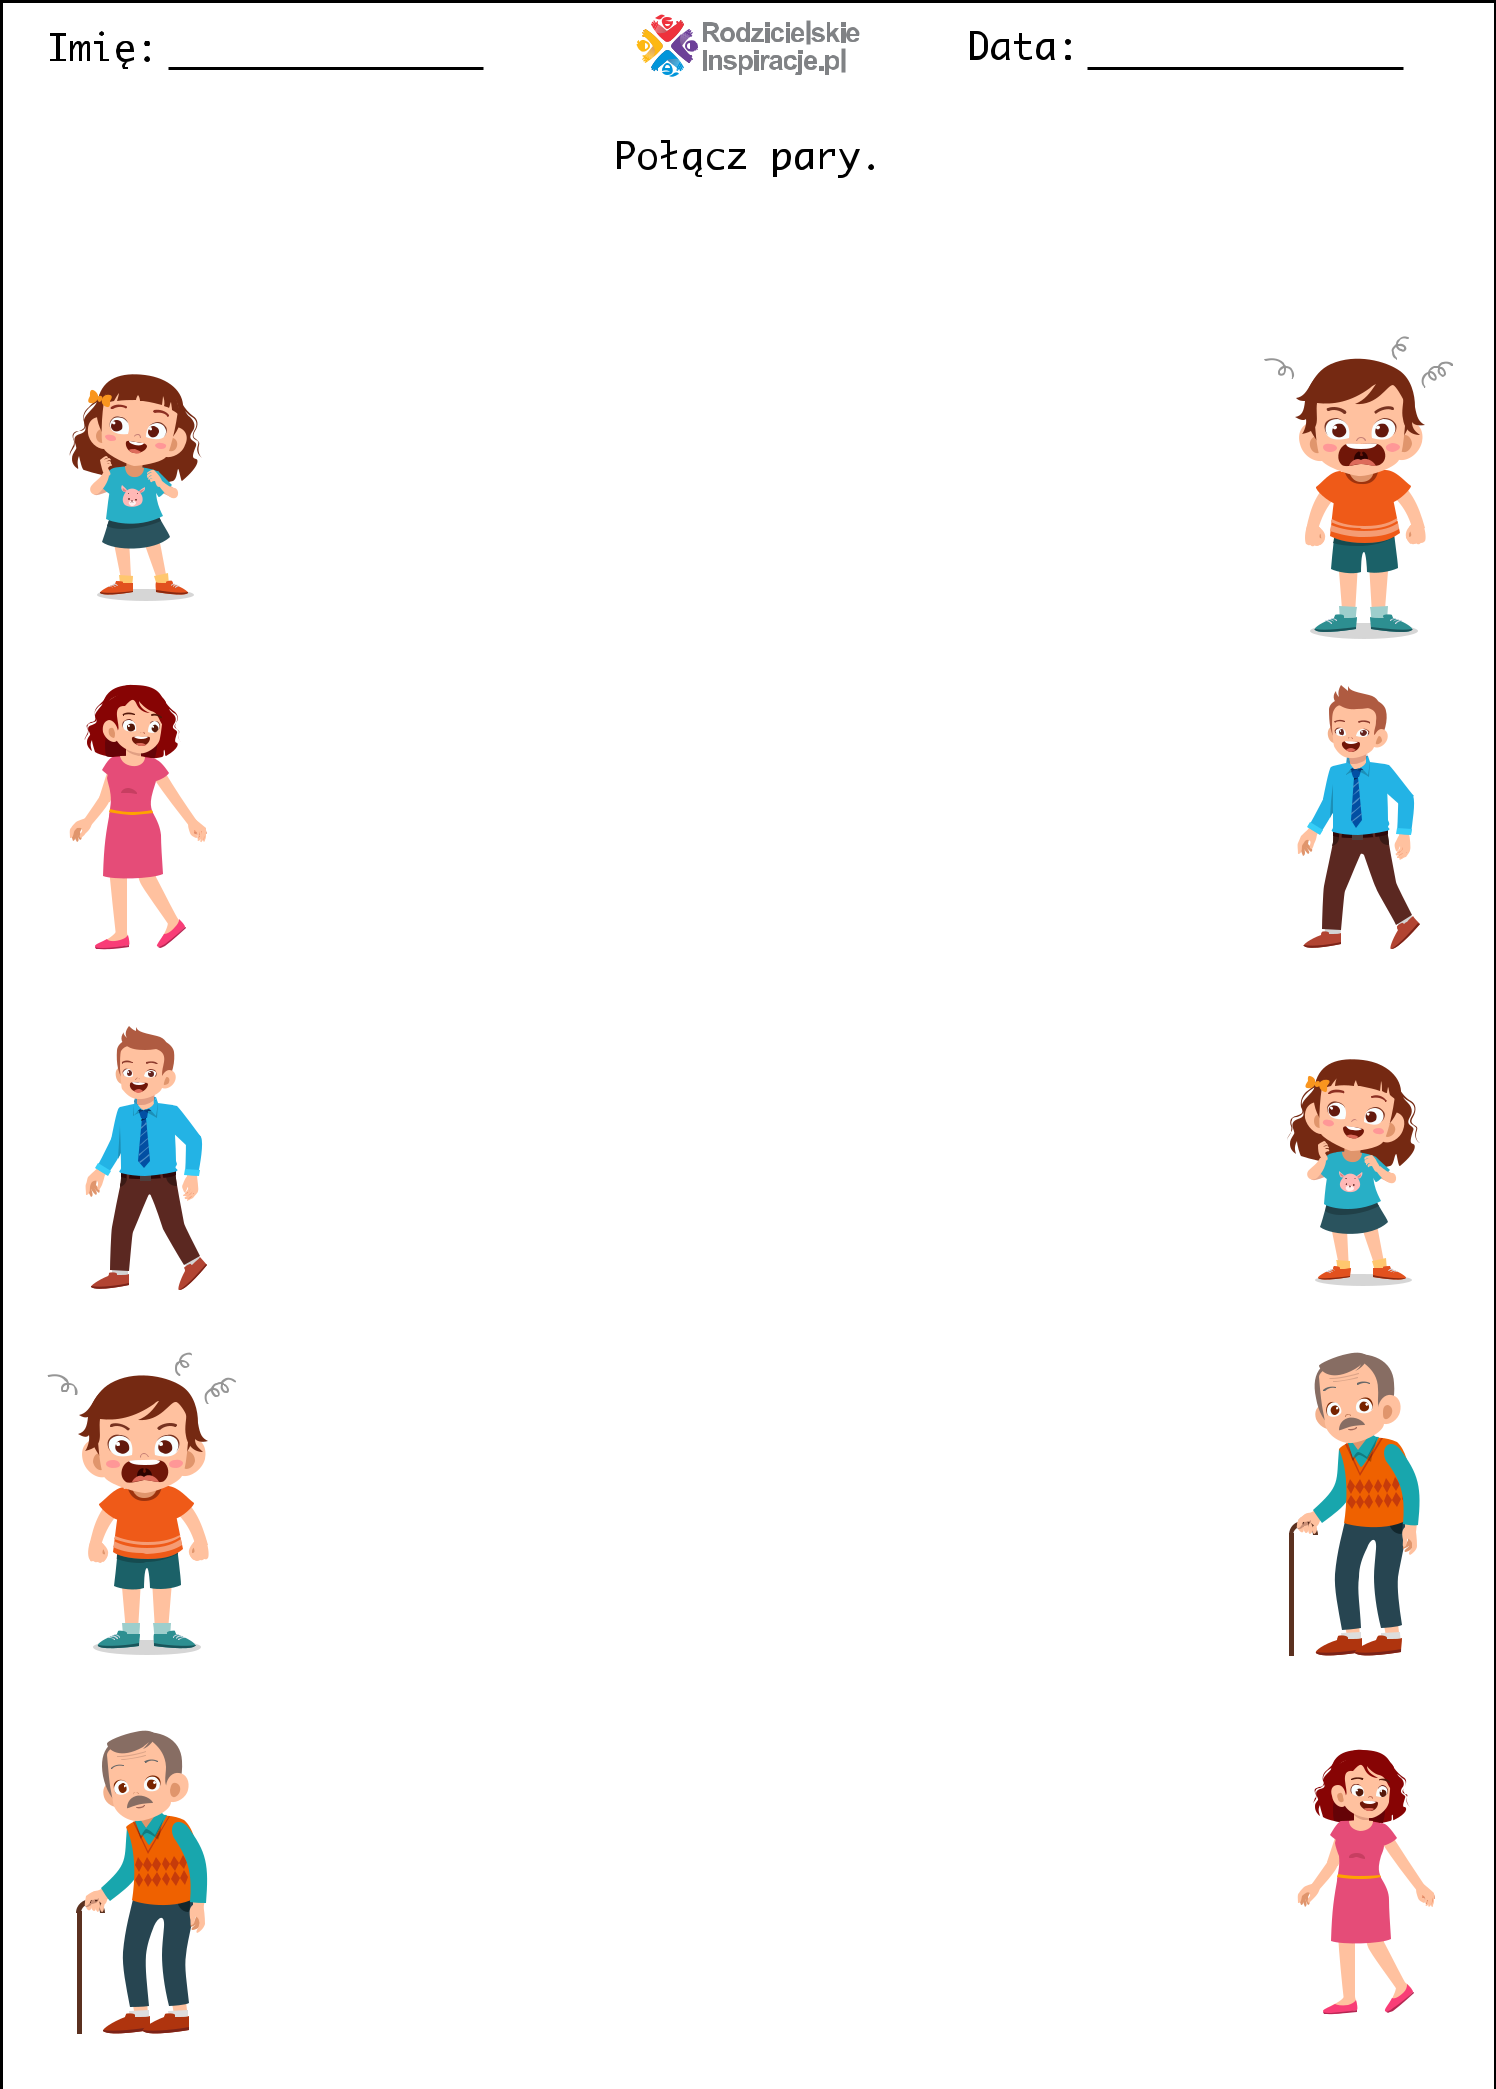 Imię:
Rodzicielskie
Inspiracje.pl
Data:
Połącz pary.